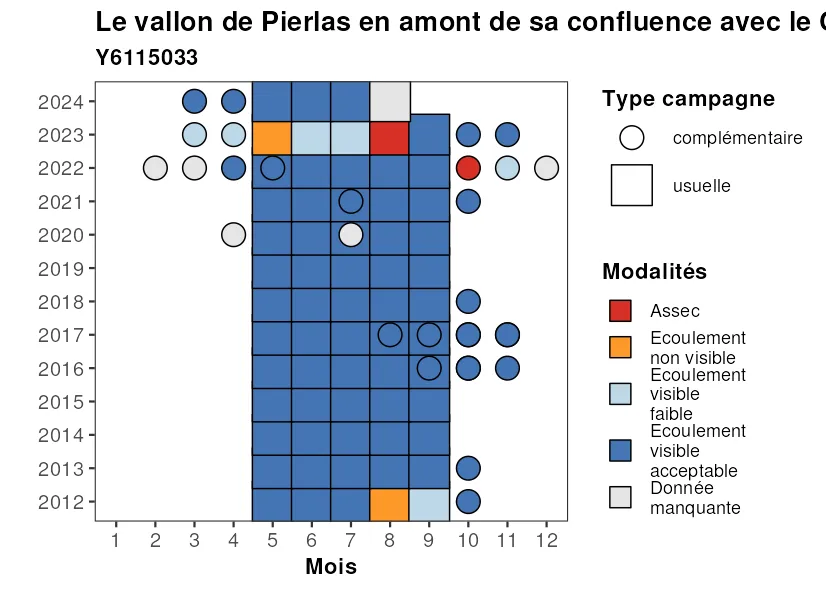 Le vallon de Pierlas en amont de sa confluence avec le
Y6115033
2024
2023
2022
2021
2020
2019
2018
2017
2016
2015
2014
2013
2012
1 2 3 4 5 6 7 8 9 10 11 12
Mois
Type campagne
complémentaire
usuelle
Modalités
Assec
Ecoulement
non visible
Ecoulement
visible
faible
Ecoulement
visible
acceptable
Donnée
manquante